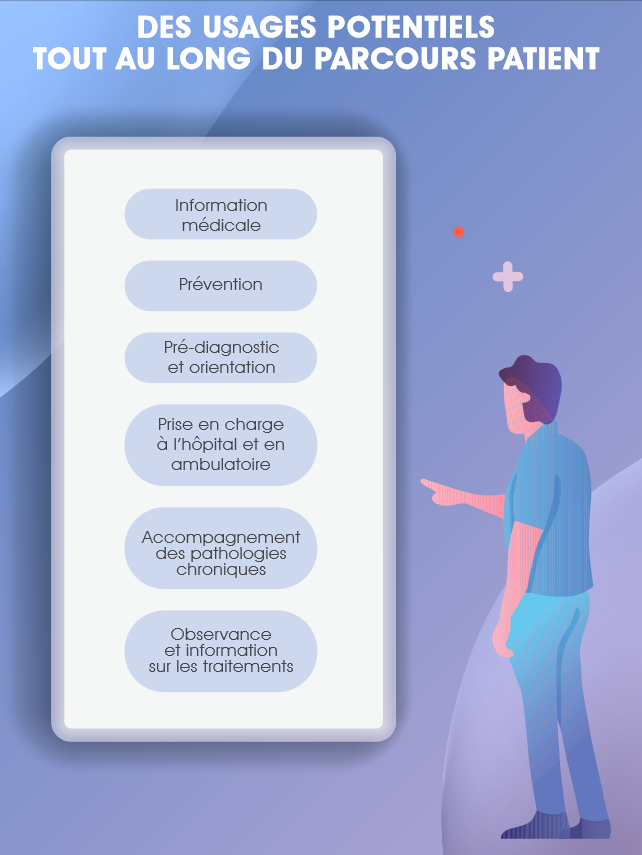 DES USAGES POTENTIELS
TOUT AU LONG DU PARCOURS PATIENT
Information
médicale
Prévention
Pré-diagnostic
et orientation
Prise en charge
à l'hôpital et en
ambulatoire
Accompagnement
des pathologies
chroniques
Observance
et information
sur les traitements